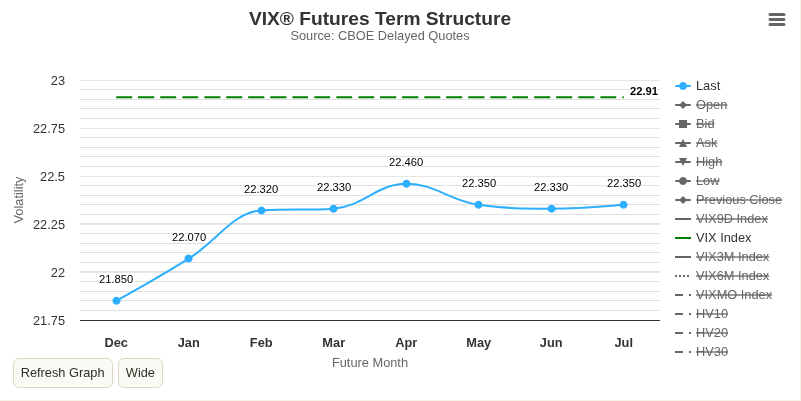 VIX® Futures Term Structure
Source: CBOE Delayed Quotes
23
22.75
22.5
22.25
22
21.75
Volatility
22.91
21.850
22.070
22.320
22.330
22.460
22.350
22.330
22.350
Dec Jan Feb Mar Apr May Jun Jul
Future Month
Last
Open
Bid
Ask
High
Low
Previous Close
VIX9D Index
VIX Index
VIX3M Index
VIX6M Index
VIXMO Index
HV10
HV20
HV30
Refresh Graph
Wide